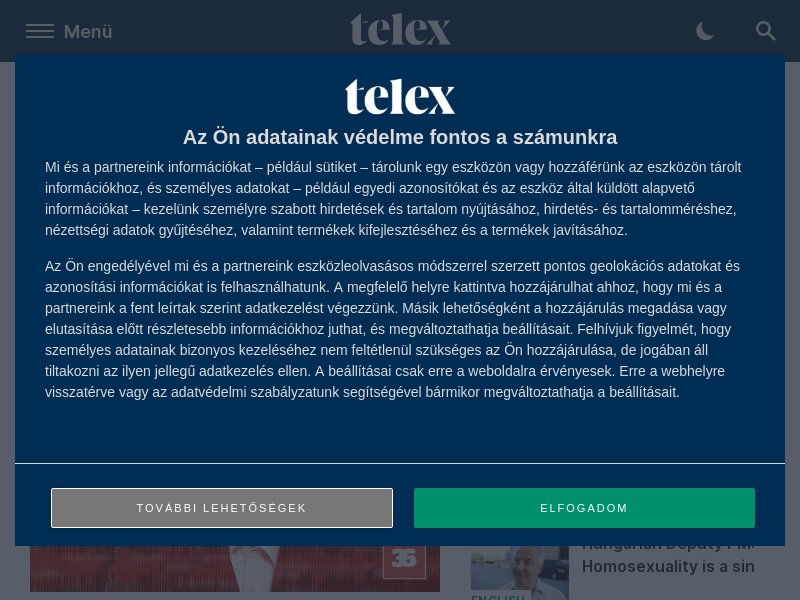 Menü
telex
telex
Az Ön adatainak védelme fontos a számunkra
Mi és a partnereink információkat – például sütiket – tárolunk egy eszközön vagy hozzáférünk az eszközön tárolt
információkhoz, és személyes adatokat – például egyedi azonosítókat és az eszköz által küldött alapvető
információkat – kezelünk személyre szabott hirdetések és tartalom nyújtásához, hirdetés- és tartalomméréshez,
nézettségi adatok gyűjtéséhez, valamint termékek kifejlesztéséhez és a termékek javításához.
Az Ön engedélyével mi és a partnereink eszközleolvasásos módszerrel szerzett pontos geolokációs adatokat és
azonosítási információkat is felhasználhatunk. A megfelelő helyre kattintva hozzájárulhat ahhoz, hogy mi és a
partnereink a fent leírtak szerint adatkezelést végezzünk. Másik lehetőségként a hozzájárulás megadása vagy
elutasítása előtt részletesebb információkhoz juthat, és megváltoztathatja beállításait. Felhívjuk figyelmét, hogy
személyes adatainak bizonyos kezeléséhez nem feltétlenül szükséges az Ön hozzájárulása, de jogában áll
tiltakozni az ilyen jellegű adatkezelés ellen. A beállításai csak erre a weboldalra érvényesek. Erre a webhelyre
visszatérve vagy az adatvédelmi szabályzatunk segítségével bármikor megváltoztathatja a beállításait.
TOVÁBBI LEHETŐSÉGEK
ELFOGADOM
36
Hungarian Deputy PM:
Homosexuality is a sin
ENGLISH